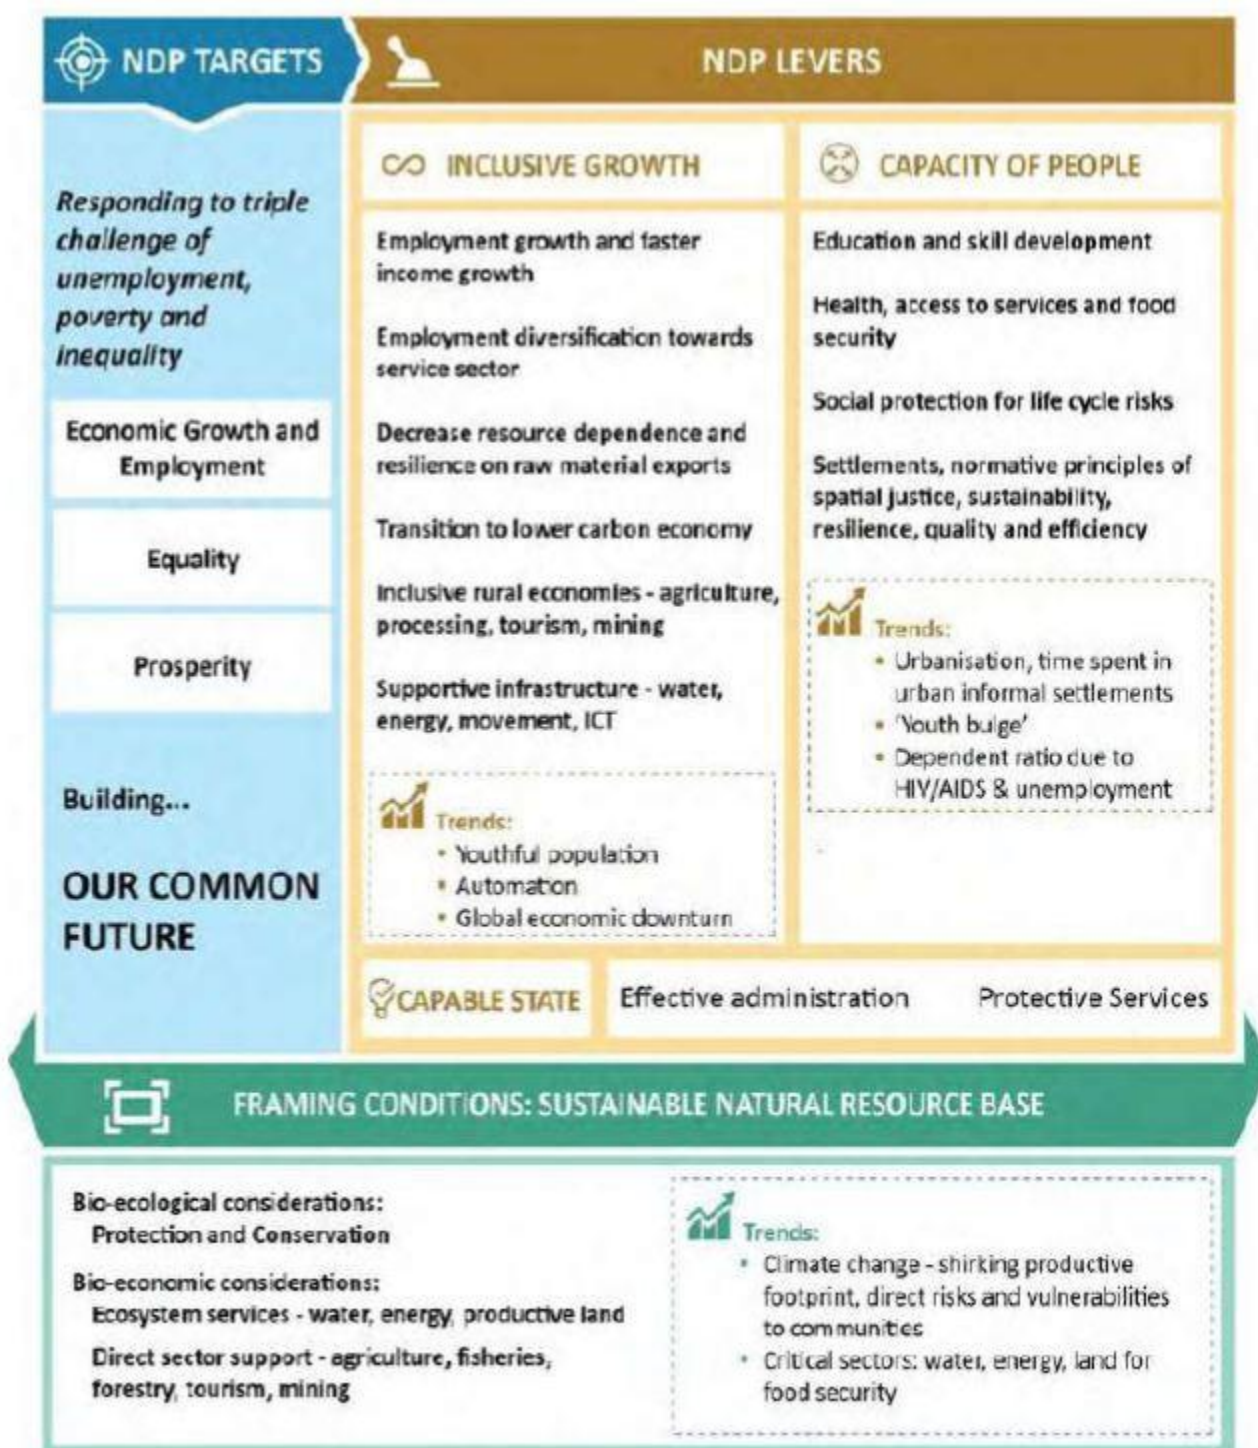 NDP TARGETS
NDP LEVERS
Responding to triple
challenge of
unemployment,
poverty and
inequality
Economic Growth and
Employment
Equality
Prosperity
Building...
OUR COMMON
FUTURE
INCLUSIVE GROWTH
Employment growth and faster
income growth
Employment diversification towards
service sector
Decrease resource dependence and
resilience on raw material exports
Transition to lower carbon economy
Inclusive rural economies - agriculture,
processing, tourism, mining
Supportive infrastructure - water,
energy, movement, ICT
Trends:
• Youthful population
• Automation
• Global economic downturn
CAPACITY OF PEOPLE
Education and skill development
Health, access to services and food
security
Social protection for life cycle risks
Settlements, normative principles of
spatial justice, sustainability,
resilience, quality and efficiency
Trends:
• Urbanisation, time spent in
urban informal settlements
• 'Youth bulge'
• Dependent ratio due to
HIV/AIDS & unemployment
CAPABLE STATE
Effective administration
Protective Services
FRAMING CONDITIONS: SUSTAINABLE NATURAL RESOURCE BASE
Bio-ecological considerations:
Protection and Conservation
Bio-economic considerations:
Ecosystem services - water, energy, productive land
Direct sector support - agriculture, fisheries,
forestry, tourism, mining
Trends:
• Climate change - shirking productive
footprint, direct risks and vulnerabilities
to communities
• Critical sectors: water, energy, land for
food security